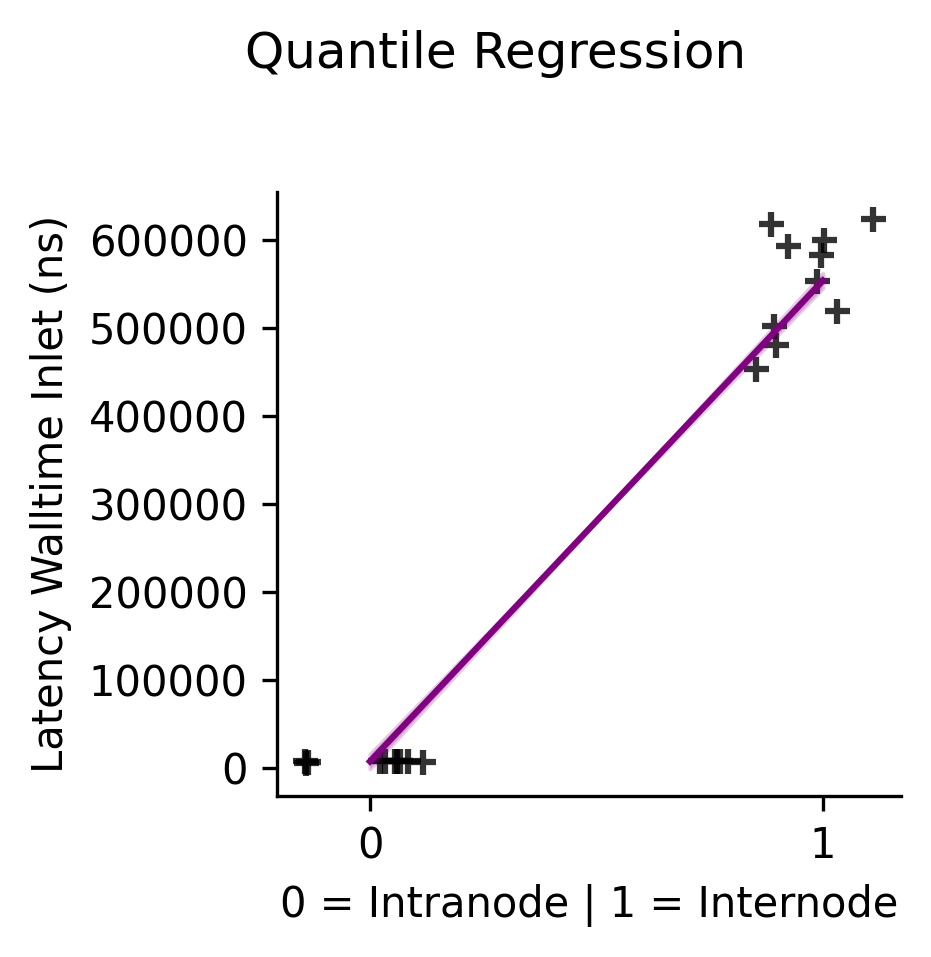 Quantile Regression
Latency Walltime Inlet (ns)
600000
500000
400000
300000
200000
100000
0
0 1
0 = Intranode | 1 = Internode